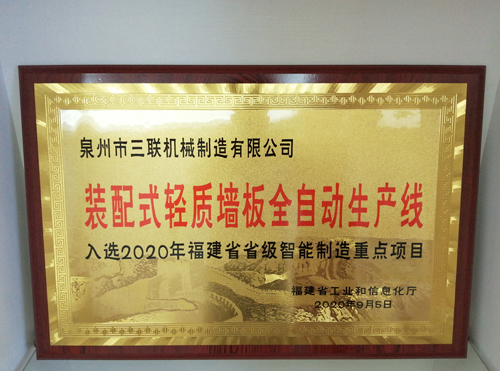 泉州市三联机械制造有限公司
装配式轻质墙板全自动生产线
入选2020年福建省省级智能制造重点项目
福建省工业和信息化厅
2020年9月5日